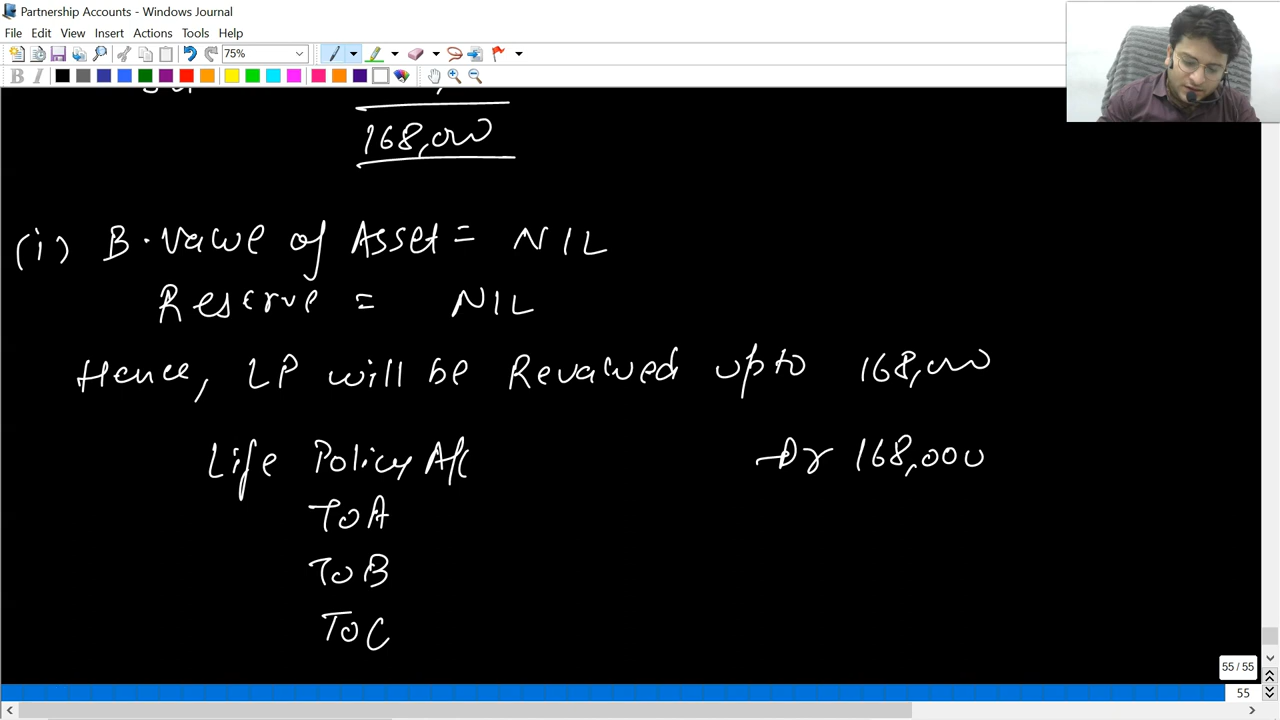 Partnership Accounts - Windows Journal
File Edit View Insert Actions Tools Help
75%
B I
168,000
(i) B. Value of Asset = NIL
Reserve = NIL
Hence, LP will be Revalued upto 168,000
Life Policy A/c Dr 168,000
To A
To B
To C
55 / 55
55